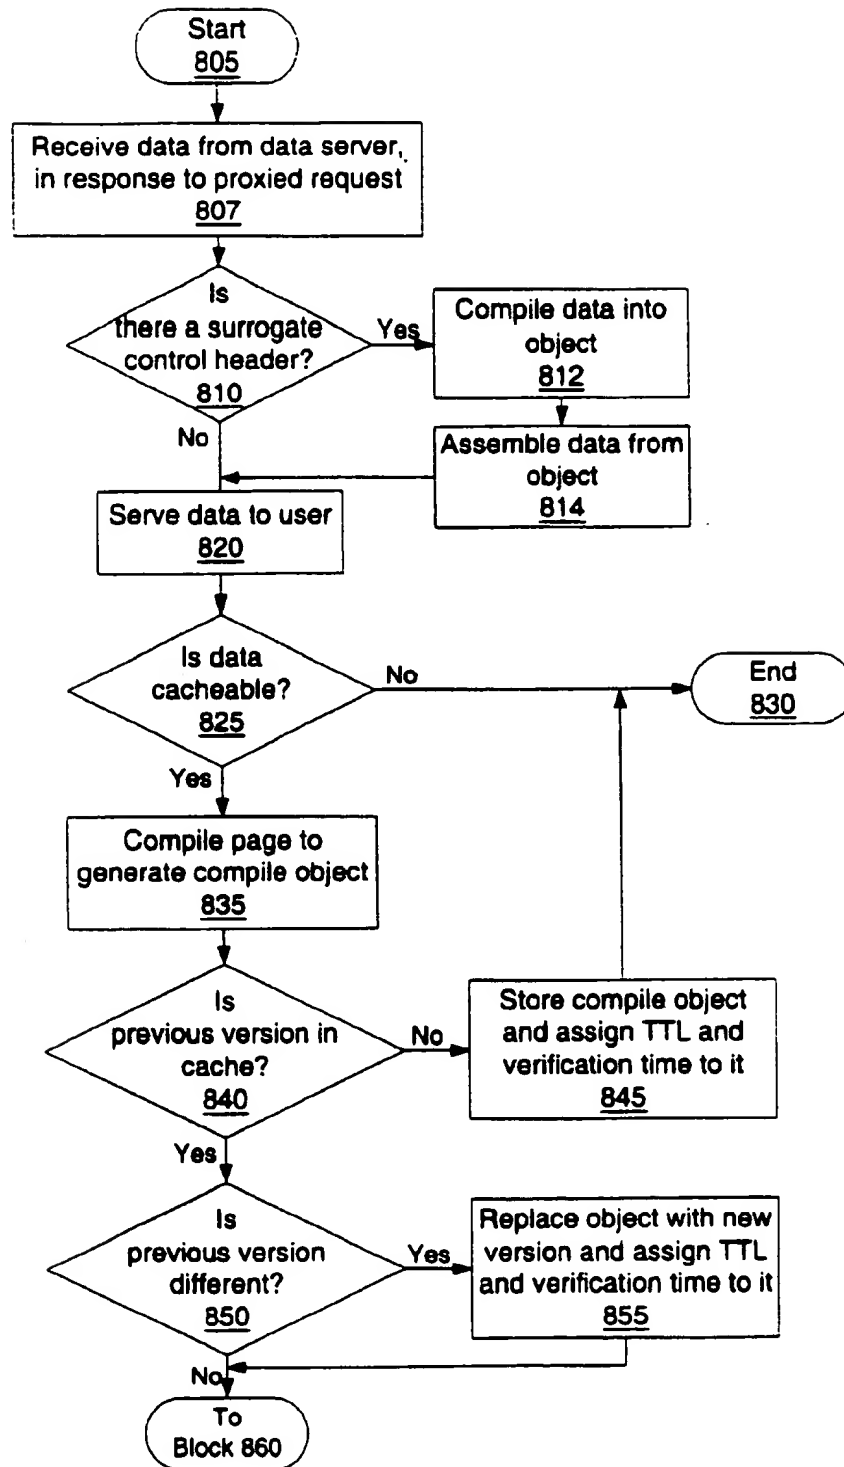 Start
805
Receive data from data server,
in response to proxied request
807
Is
there a surrogate
control header?
810
Yes
Compile data into
object
812
No
Assemble data from
object
814
Serve data to user
820
Is data
cacheable?
825
No
End
830
Yes
Compile page to
generate compile object
835
Is
previous version in
cache?
840
No
Store compile object
and assign TTL and
verification time to it
845
Yes
Is
previous version
different?
850
Yes
Replace object with new
version and assign TTL
and verification time to it
855
No
To
Block 860